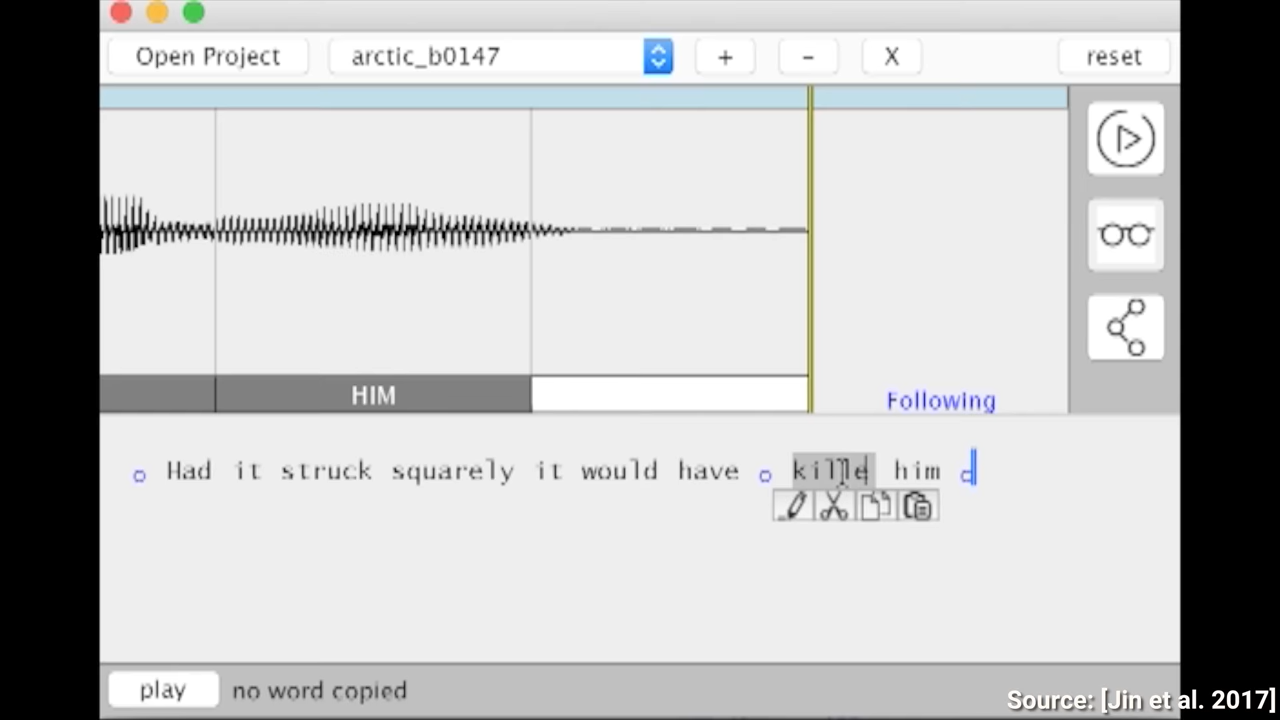 Open Project arctic_b0147 + - X reset
HIM
Following
Had it struck squarely it would have kille him
play no word copied
Source: [Jin et al. 2017]